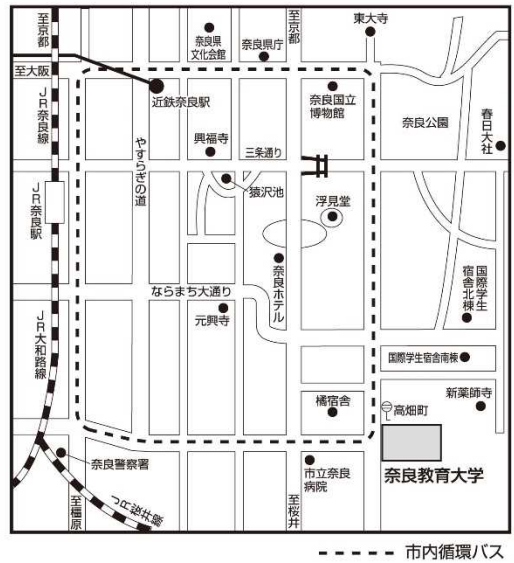 至京都
至京都
東大寺
奈良県
文化会館
奈良県庁
至大阪
近鉄奈良駅
奈良国立
博物館
奈良公園
春日大社
JR奈良線
やすらぎの道
興福寺
三条通り
猿沢池
浮見堂
JR奈良駅
奈良ホテル
国際学生
宿舎北棟
ならまち大通り
元興寺
JR大和路線
国際学生宿舎南棟
橘宿舎
高畑町
新薬師寺
奈良教育大学
奈良警察署
市立奈良
病院
至橿原
JR桜井線
至桜井
市内循環バス